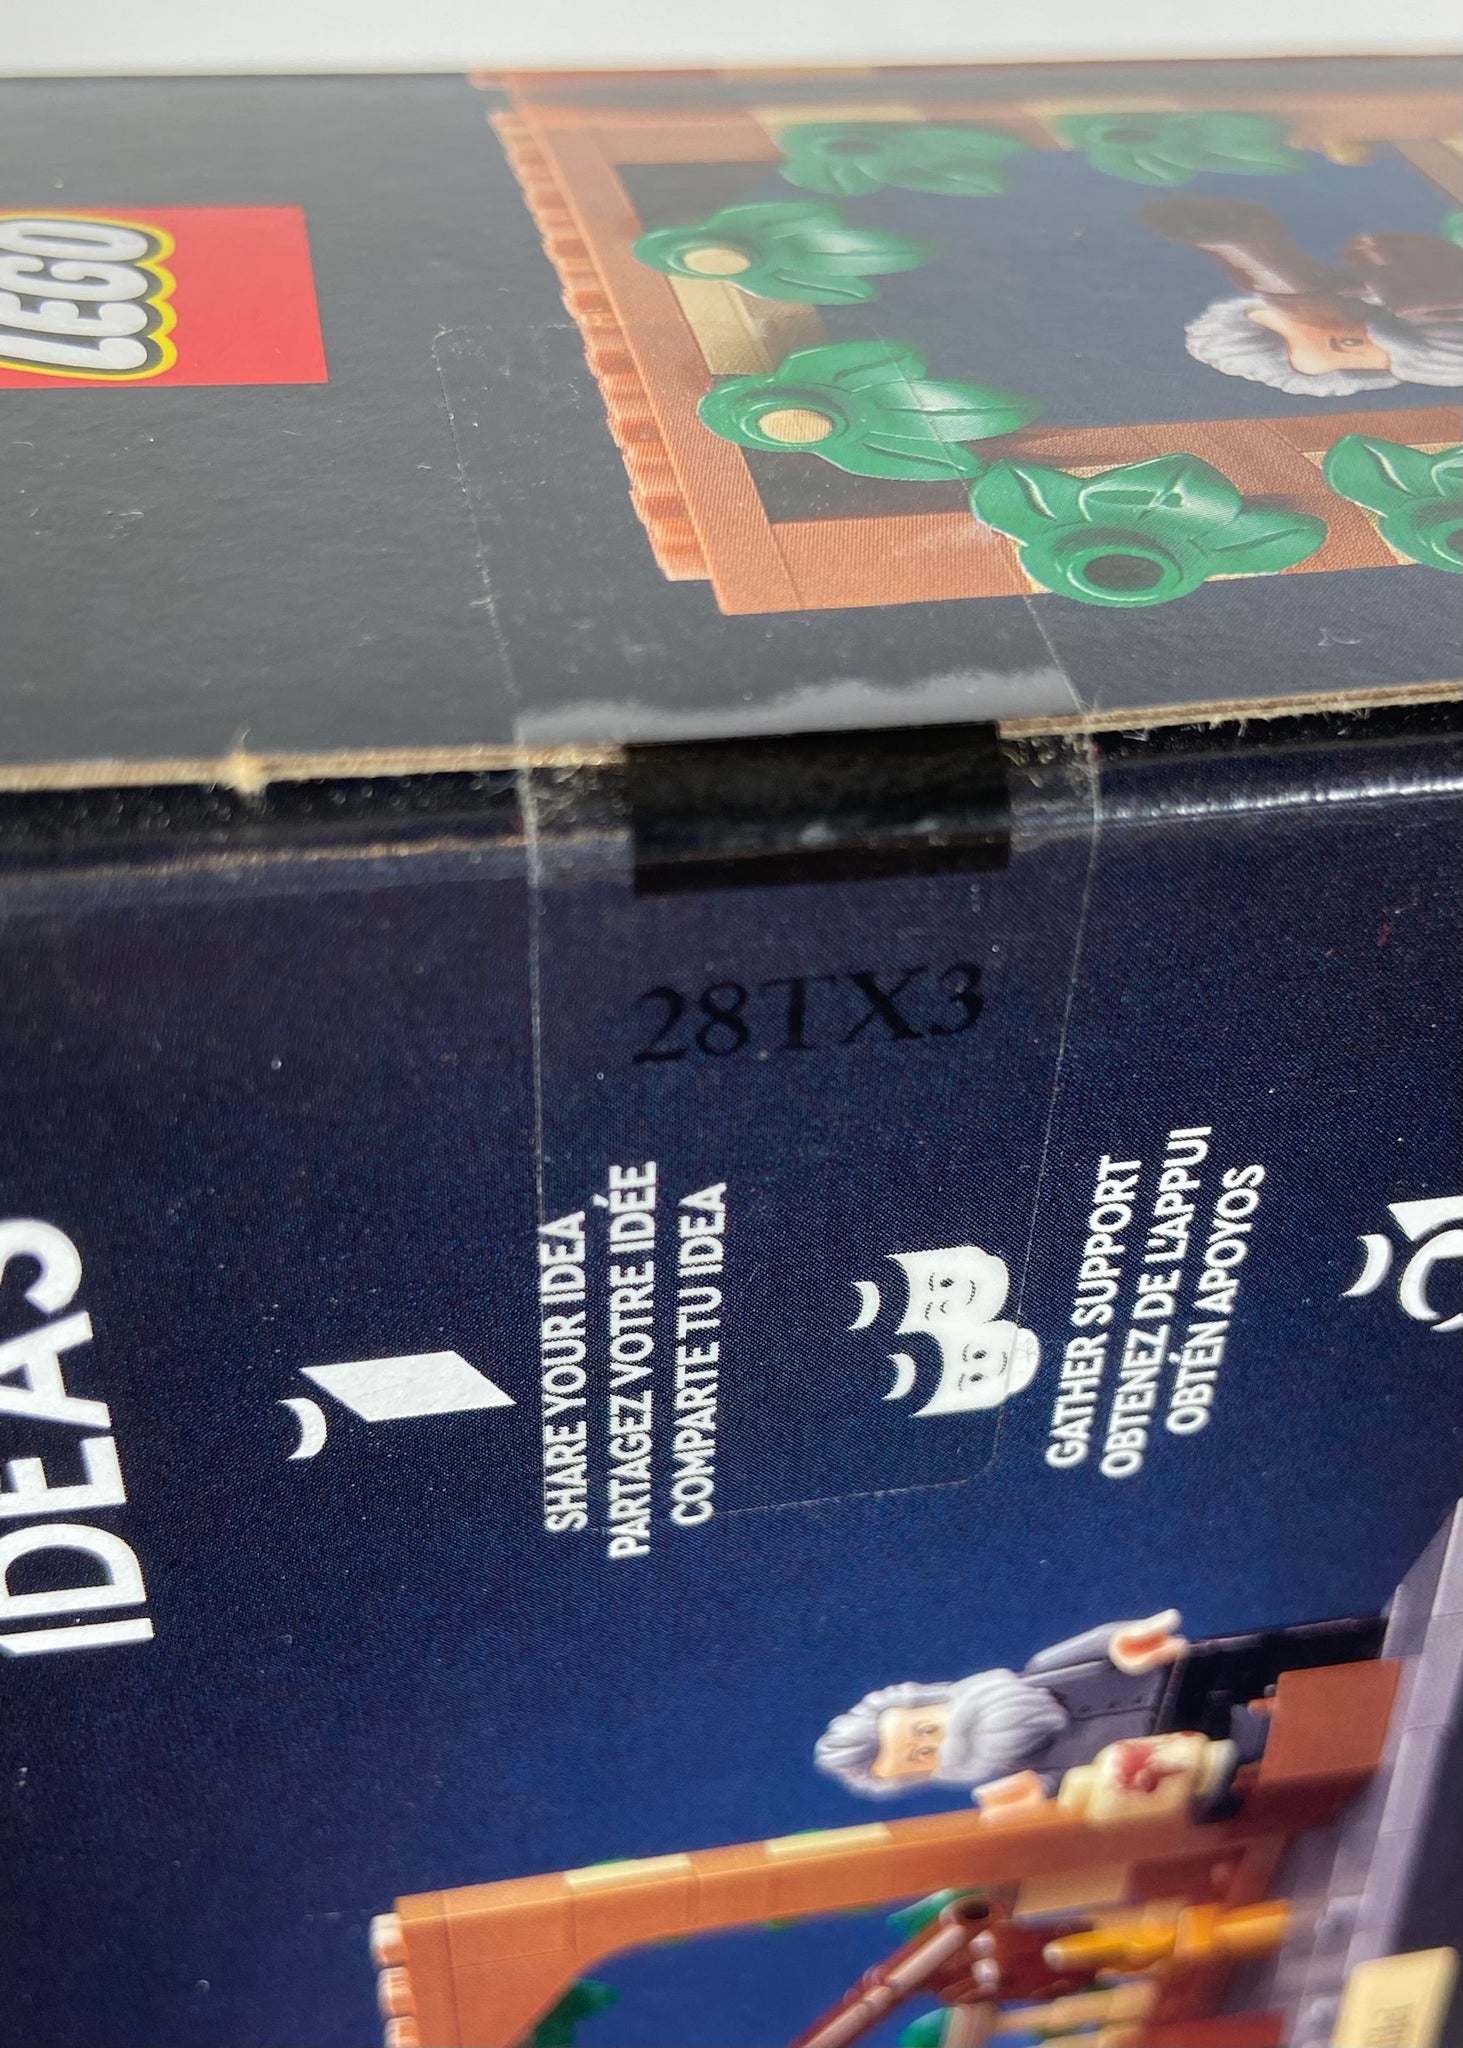 LEGO
28TX3
IDEAS
SHARE YOUR IDEA
PARTAGEZ VOTRE IDÉE
COMPARTE TU IDEA
GATHER SUPPORT
OBTENEZ DE L'APPUI
OBTÉN APOYOS